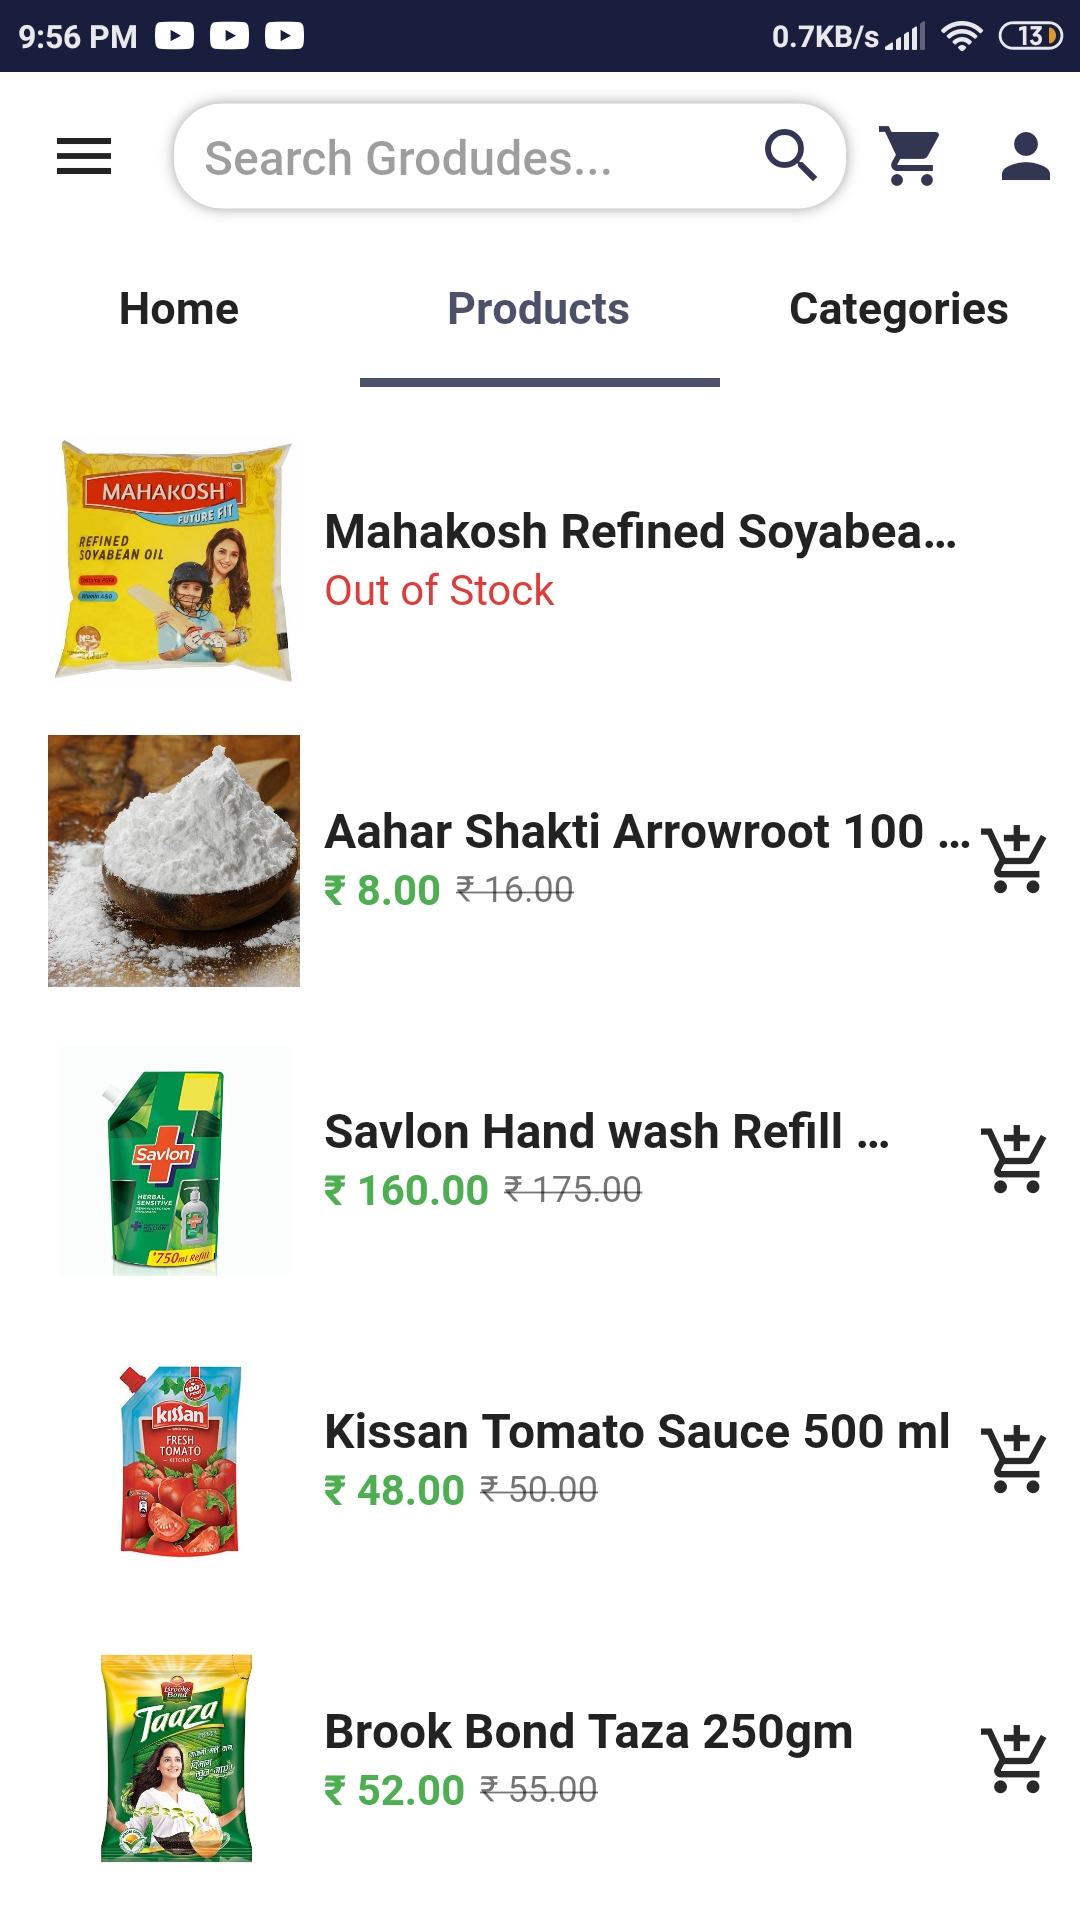 9:56 PM
0.7KB/s
13
Search Grodudes...
Home
Products
Categories
MAHAKOSH
FUTURE FIT
REFINED
SOYABEAN OIL
Mahakosh Refined Soyabea...
Out of Stock
Aahar Shakti Arrowroot 100 ...
₹ 8.00 ₹ 16.00
Savlon
HERBAL
SENSITIVE
750ml Refill
Savlon Hand wash Refill ...
₹ 160.00 ₹ 175.00
100%
Kissan
FRESH
TOMATO
KETCHUP
Kissan Tomato Sauce 500 ml
₹ 48.00 ₹ 50.00
Brooke
Bond
Taaza
Brook Bond Taza 250gm
₹ 52.00 ₹ 55.00